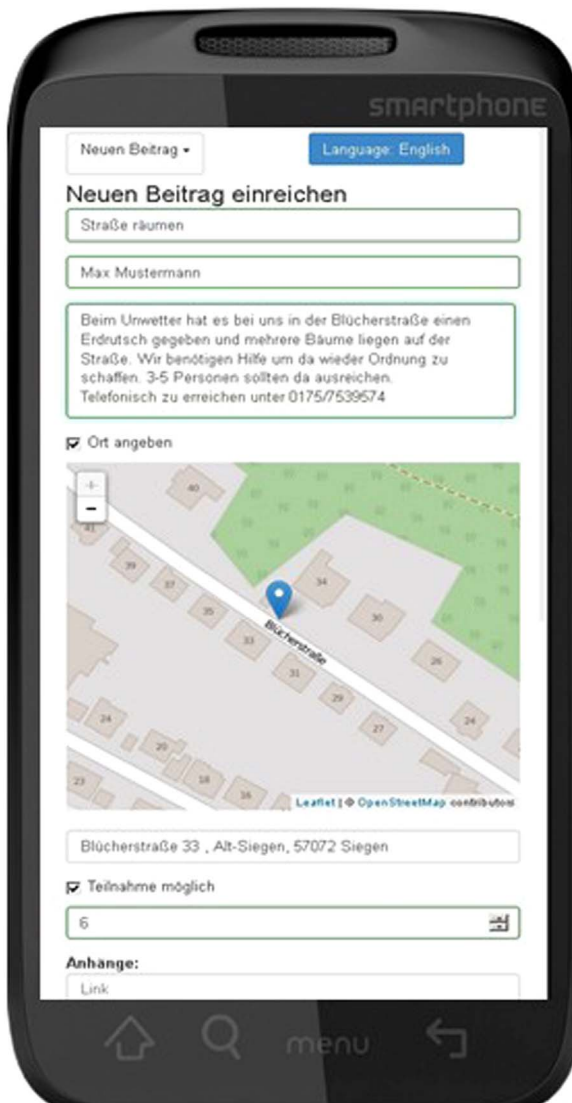 smartphone
Neuen Beitrag
Language: English
Neuen Beitrag einreichen
Straße räumen
Max Mustermann
Beim Unwetter hat es bei uns in der Blücherstraße einen
Erdrutsch gegeben und mehrere Bäume liegen auf der
Straße. Wir benötigen Hilfe um da wieder Ordnung zu
schaffen. 3-5 Personen sollten da ausreichen.
Telefonisch zu erreichen unter 0175/7539574
Ort angeben
+
-
40
41
39
37
35
33
31
29
27
34
30
26
24
Blücherstraße
24
20
18
16
23
Leaflet | © OpenStreetMap contributors
Blücherstraße 33 , Alt-Siegen, 57072 Siegen
Teilnahme möglich
6
Anhänge:
Link
menu